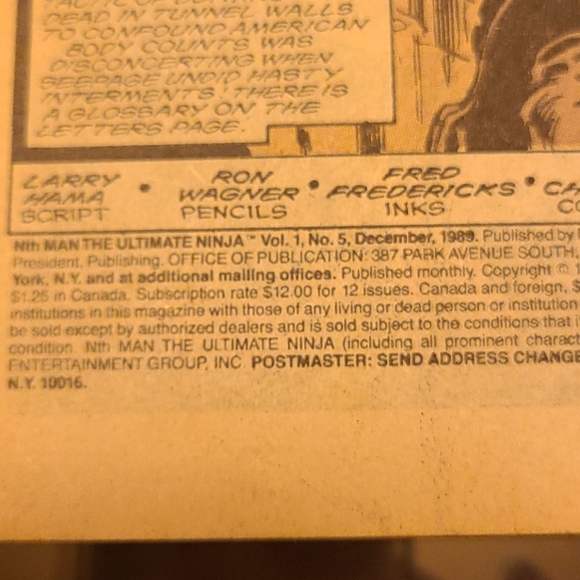 DEAD IN TUNNEL WALLS
TO CONFOUND AMERICAN
BODY COUNTS WAS
DISCONCERTING WHEN
SEEPAGE UNDID HASTY
INTERMENTS! THERE IS
A GLOSSARY ON THE
LETTERS PAGE.
LARRY HAMA SCRIPT • RON WAGNER PENCILS • FRED FREDERICKS INKS •
Nth MAN THE ULTIMATE NINJA™ Vol. 1, No. 5, December, 1989. Published by
President, Publishing. OFFICE OF PUBLICATION: 387 PARK AVENUE SOUTH,
York, N.Y. and at additional mailing offices. Published monthly. Copyright ©
$1.25 in Canada. Subscription rate $12.00 for 12 issues. Canada and foreign, $
institutions in this magazine with those of any living or dead person or institution
be sold except by authorized dealers and is sold subject to the conditions that
condition. Nth MAN THE ULTIMATE NINJA (including all prominent charact
ENTERTAINMENT GROUP, INC. POSTMASTER: SEND ADDRESS CHANGE
N.Y. 10016.